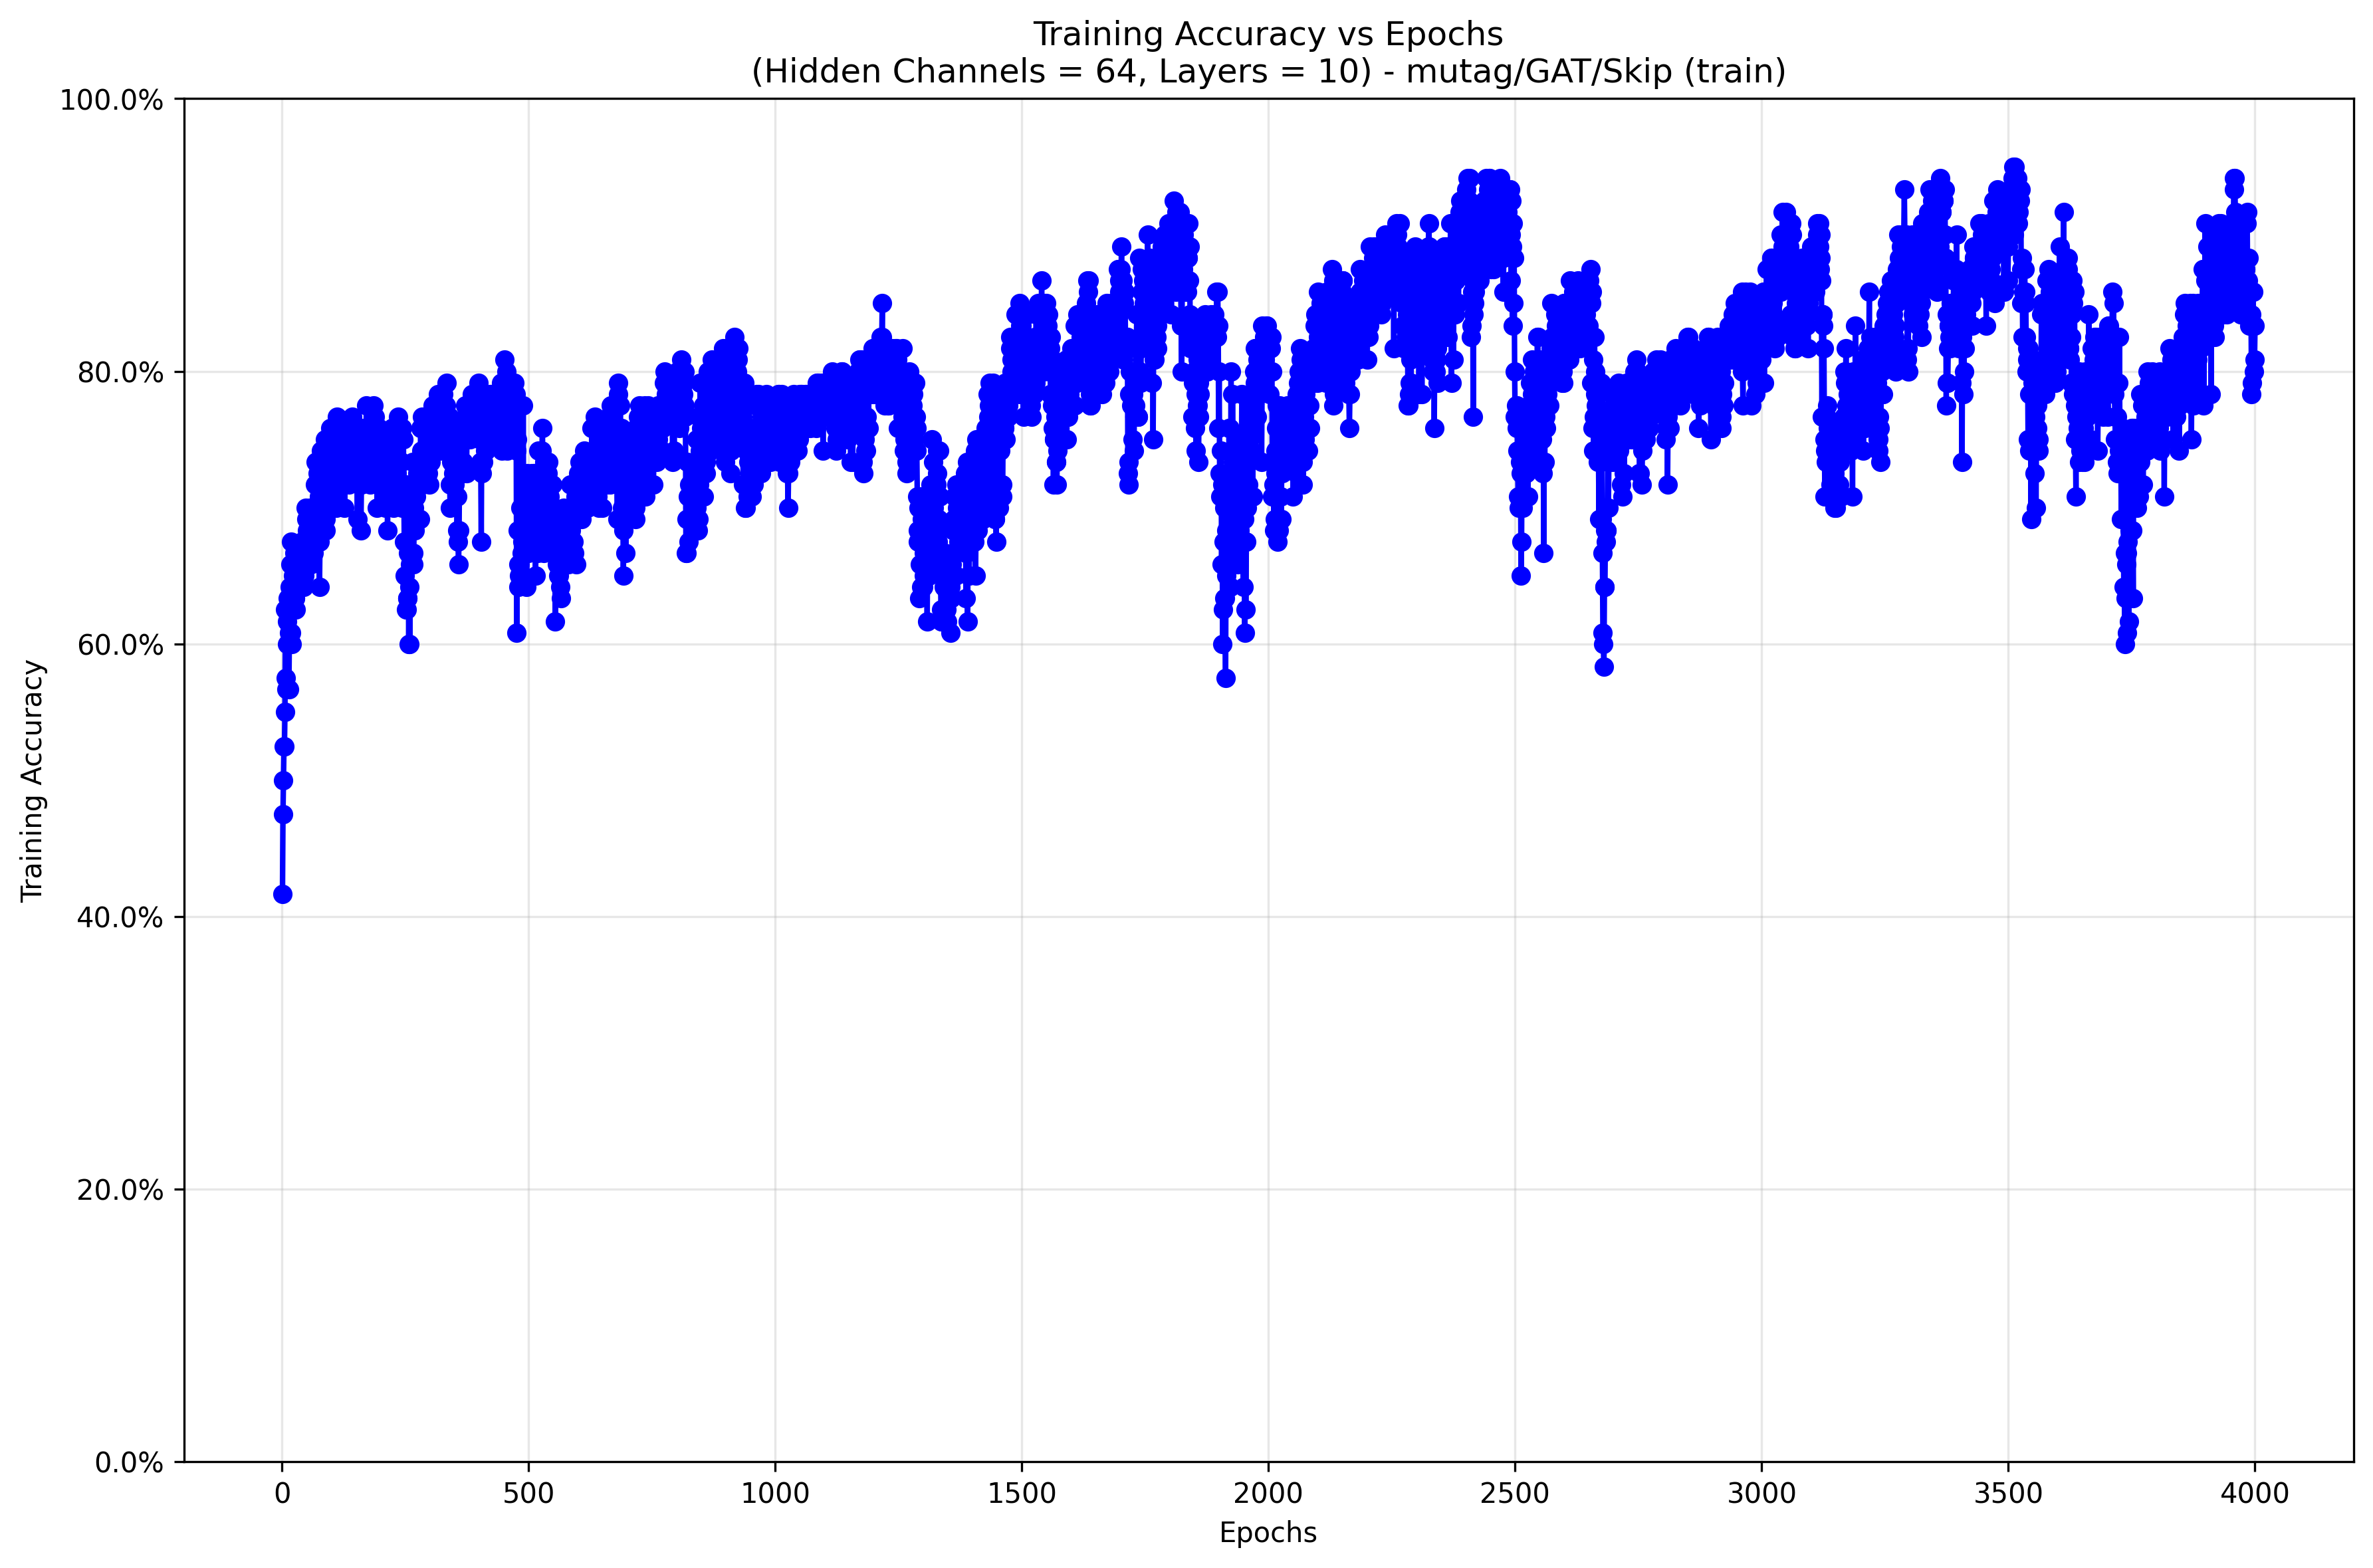 Training Accuracy vs Epochs
(Hidden Channels = 64, Layers = 10) - mutag/GAT/Skip (train)
100.0%
80.0%
60.0%
40.0%
20.0%
0.0%
Training Accuracy
0 500 1000 1500 2000 2500 3000 3500 4000
Epochs